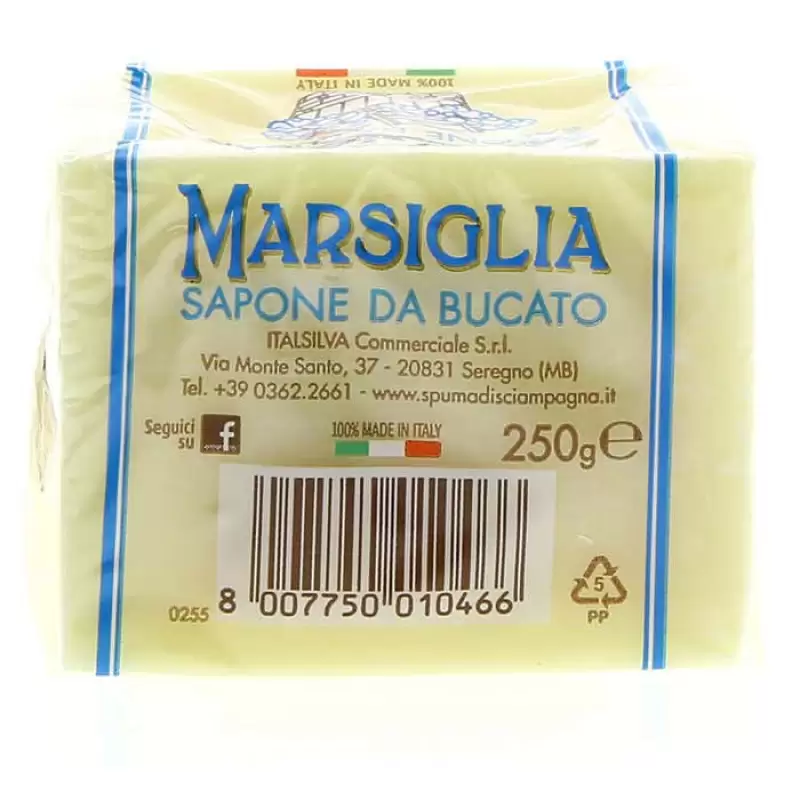 100% MADE IN ITALY
MARSIGLIA
SAPONE DA BUCATO
ITALSILVA Commerciale S.r.l.
Via Monte Santo, 37 - 20831 Seregno (MB)
Tel. +39 0362.2661 - www.spumadisciampagna.it
Seguici
su f
100% MADE IN ITALY
250g℮
0255
8 007750 010466
5
PP